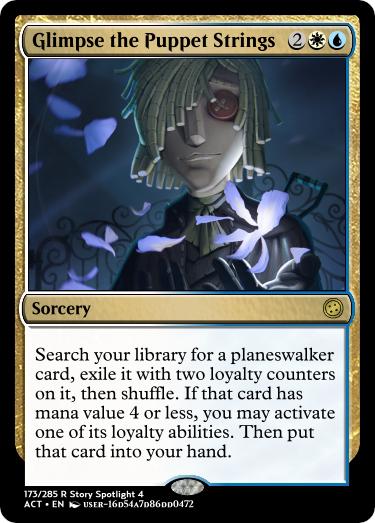 Glimpse the Puppet Strings 2
Sorcery
Search your library for a planeswalker
card, exile it with two loyalty counters
on it, then shuffle. If that card has
mana value 4 or less, you may activate
one of its loyalty abilities. Then put
that card into your hand.
173/285 R Story Spotlight 4
ACT • EN USER-16D54A7D86DD0472